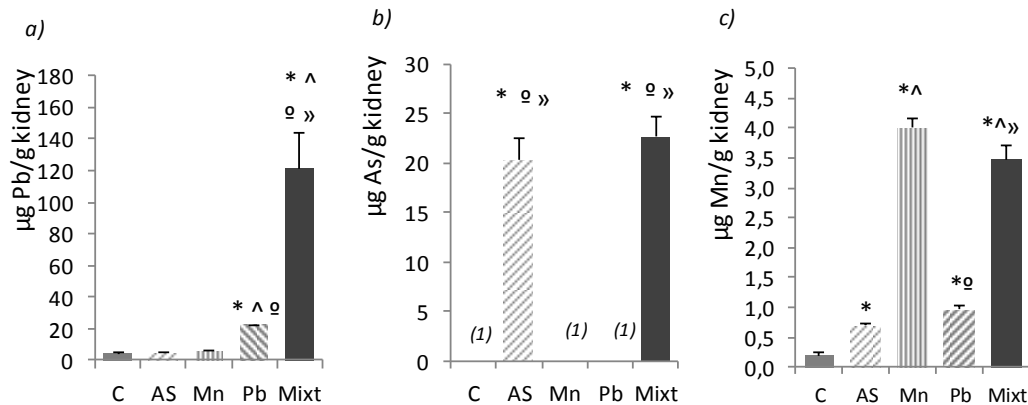 a)
µg Pb/g kidney
180
160
140
120
100
80
60
40
20
0
* ^ º
* ^
º »
C AS Mn Pb Mixt
b)
µg As/g kidney
30
25
20
15
10
5
0
* º »
* º »
(1) (1) (1)
C AS Mn Pb Mixt
c)
µg Mn/g kidney
5,0
4,5
4,0
3,5
3,0
2,5
2,0
1,5
1,0
0,5
0,0
*
*^
*º
*^»
C AS Mn Pb Mixt